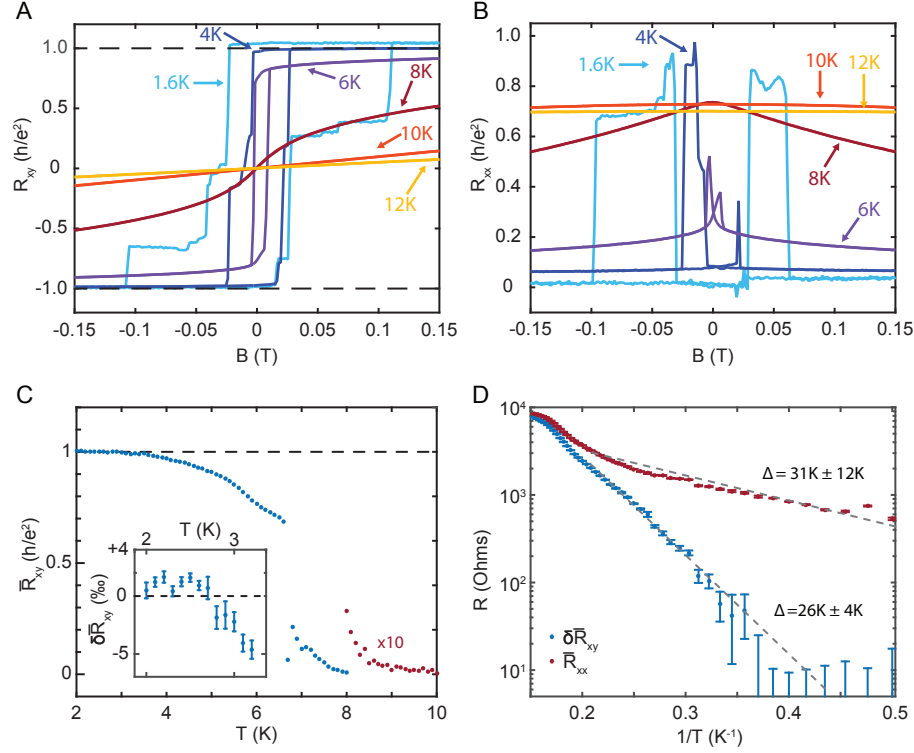 A
1.0
0.5
0
-0.5
-1.0
R_xy (h/e²)
-0.15
-0.1
-0.05
0
0.05
0.1
0.15
B (T)
4K
1.6K
6K
8K
10K
12K
B
1
0.8
0.6
0.4
0.2
0
R_xx (h/e²)
-0.15
-0.1
-0.05
0
0.05
0.1
0.15
B (T)
4K
1.6K
10K
12K
8K
6K
C
1
0.5
0
R̄_xy (h/e²)
2
3
4
5
6
7
8
9
10
T (K)
x10
T (K)
2
3
+4
0
-5
δR̄_xy (‰)
D
10⁴
10³
10²
10¹
R (Ohms)
0.2
0.3
0.4
0.5
1/T (K⁻¹)
Δ = 31K ± 12K
Δ=26K ± 4K
δR̄_xy
R̄_xx